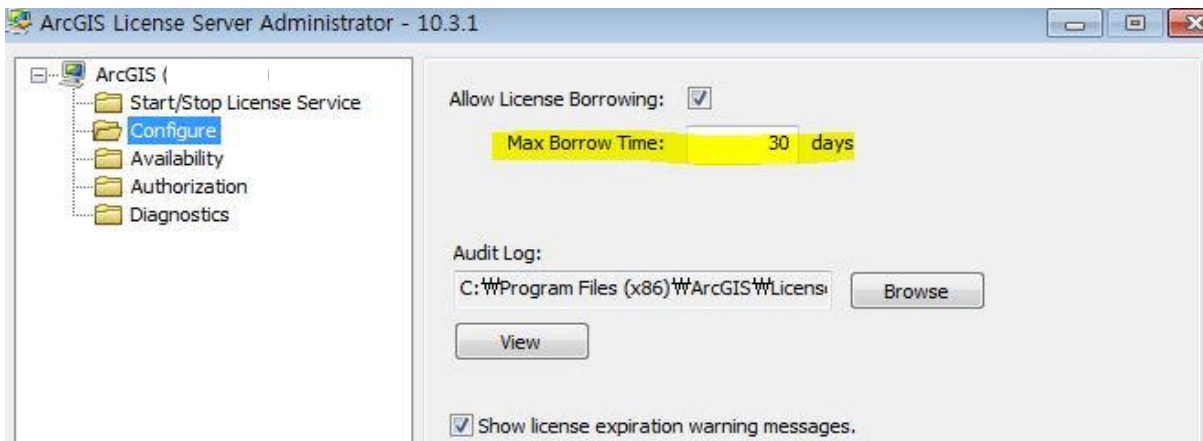 ArcGIS License Server Administrator - 10.3.1
ArcGIS (
Start/Stop License Service
Configure
Availability
Authorization
Diagnostics
Allow License Borrowing:
Max Borrow Time: 30 days
Audit Log:
C:₩Program Files (x86)₩ArcGIS₩Licens
Browse
View
Show license expiration warning messages.